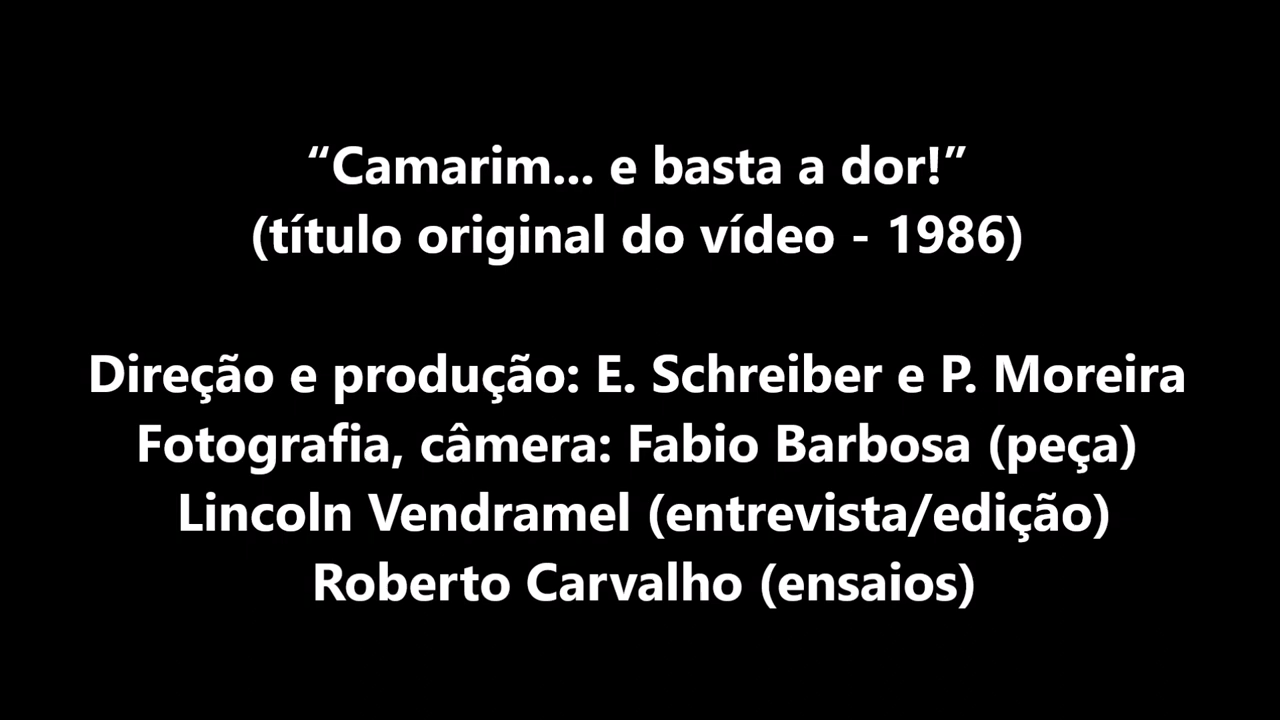 “Camarim... e basta a dor!”
(título original do vídeo - 1986)
Direção e produção: E. Schreiber e P. Moreira
Fotografia, câmera: Fabio Barbosa (peça)
Lincoln Vendramel (entrevista/edição)
Roberto Carvalho (ensaios)